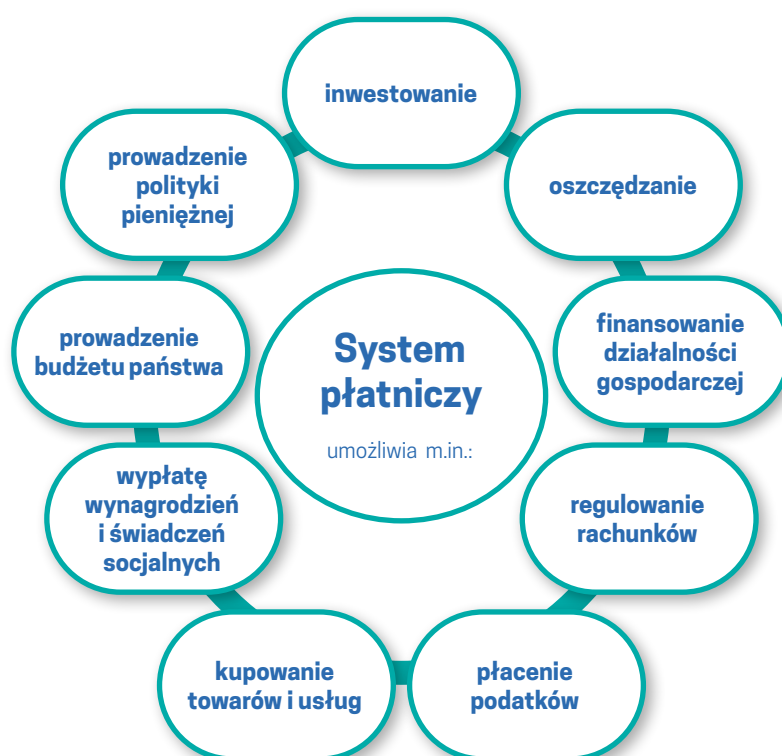 System
płatniczy
umożliwia m.in.:
inwestowanie
oszczędzanie
finansowanie
działalności
gospodarczej
regulowanie
rachunków
płacenie
podatków
kupowanie
towarów i usług
wypłatę
wynagrodzień
i świadczeń
socjalnych
prowadzenie
budżetu państwa
prowadzenie
polityki
pieniężnej